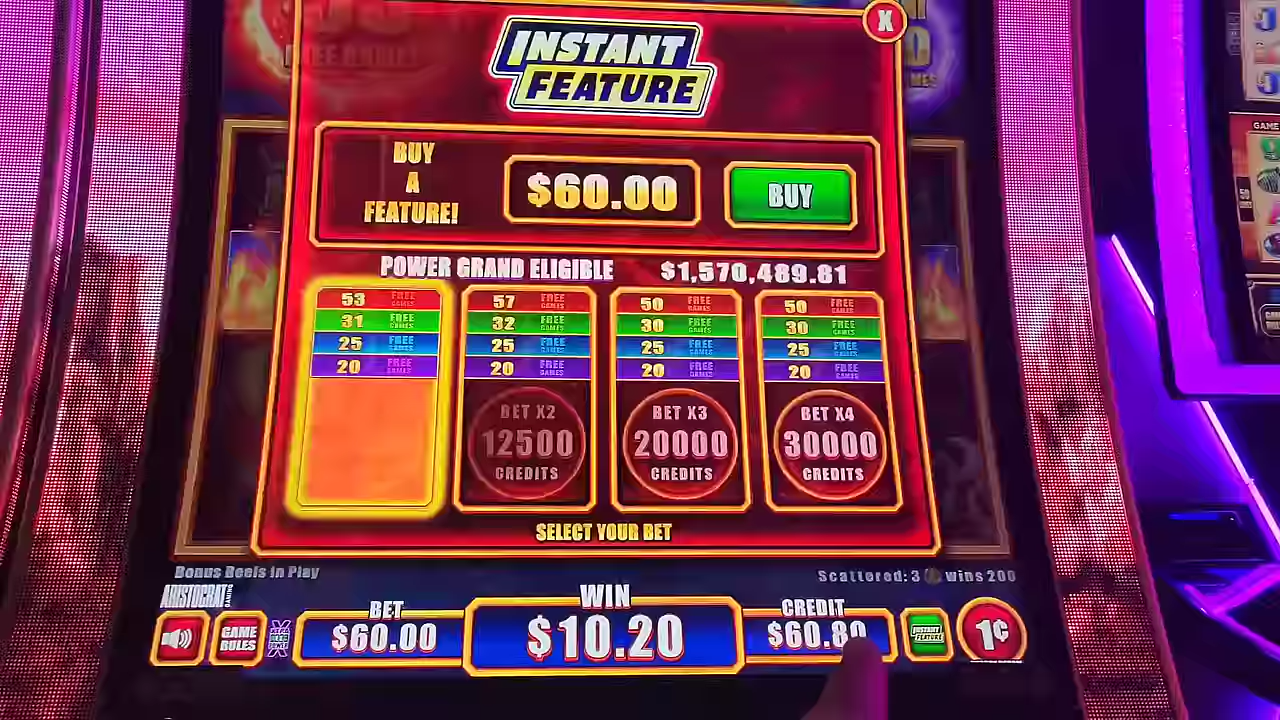 X
INSTANT
FEATURE
BUY
A
FEATURE!
$60.00
BUY
POWER GRAND ELIGIBLE $1,570,489.81
53 FREE GAMES
31 FREE GAMES
25 FREE GAMES
20 FREE GAMES
57 FREE GAMES
32 FREE GAMES
25 FREE GAMES
20 FREE GAMES
BET X2
12500
CREDITS
50 FREE GAMES
30 FREE GAMES
25 FREE GAMES
20 FREE GAMES
BET X3
20000
CREDITS
50 FREE GAMES
30 FREE GAMES
25 FREE GAMES
20 FREE GAMES
BET X4
30000
CREDITS
SELECT YOUR BET
Bonus Reels In Play
Scattered: 3 wins 200
ARISTOCRAT
GAME
RULES
BET
$60.00
WIN
$10.20
CREDIT
$60.80
INSTANT
FEATURE
1¢